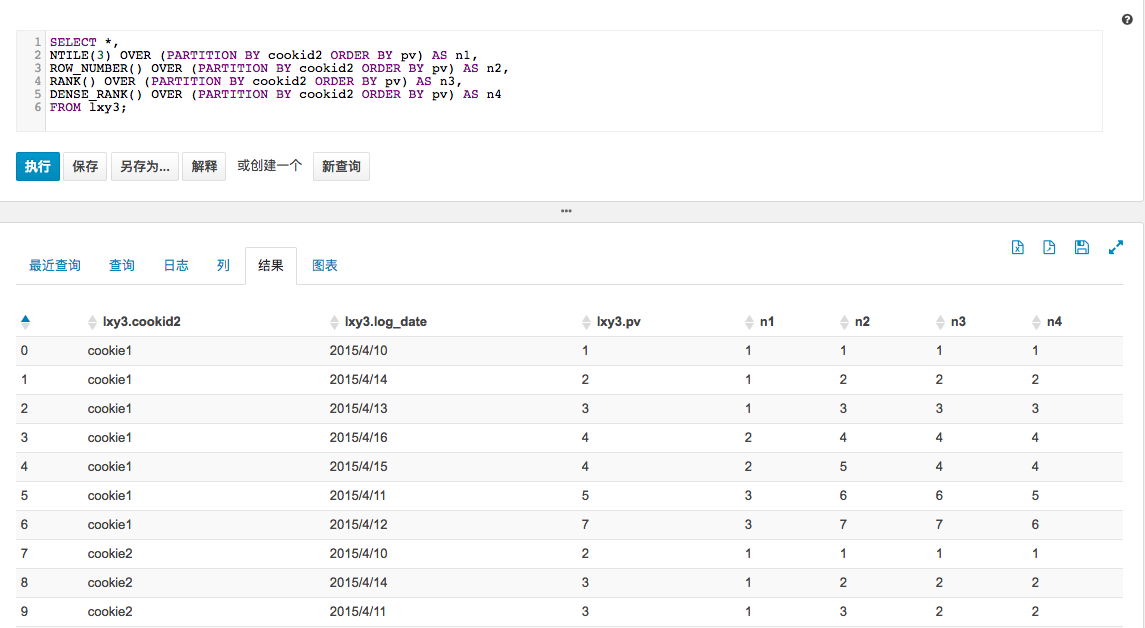 ?
1 SELECT *,
2 NTILE(3) OVER (PARTITION BY cookid2 ORDER BY pv) AS n1,
3 ROW_NUMBER() OVER (PARTITION BY cookid2 ORDER BY pv) AS n2,
4 RANK() OVER (PARTITION BY cookid2 ORDER BY pv) AS n3,
5 DENSE_RANK() OVER (PARTITION BY cookid2 ORDER BY pv) AS n4
6 FROM lxy3;
执行 保存 另存为... 解释 或创建一个 新查询
最近查询 查询 日志 列 结果 图表
lxy3.cookid2 lxy3.log_date lxy3.pv n1 n2 n3 n4
0 cookie1 2015/4/10 1 1 1 1 1
1 cookie1 2015/4/14 2 1 2 2 2
2 cookie1 2015/4/13 3 1 3 3 3
3 cookie1 2015/4/16 4 2 4 4 4
4 cookie1 2015/4/15 4 2 5 4 4
5 cookie1 2015/4/11 5 3 6 6 5
6 cookie1 2015/4/12 7 3 7 7 6
7 cookie2 2015/4/10 2 1 1 1 1
8 cookie2 2015/4/14 3 1 2 2 2
9 cookie2 2015/4/11 3 1 3 2 2